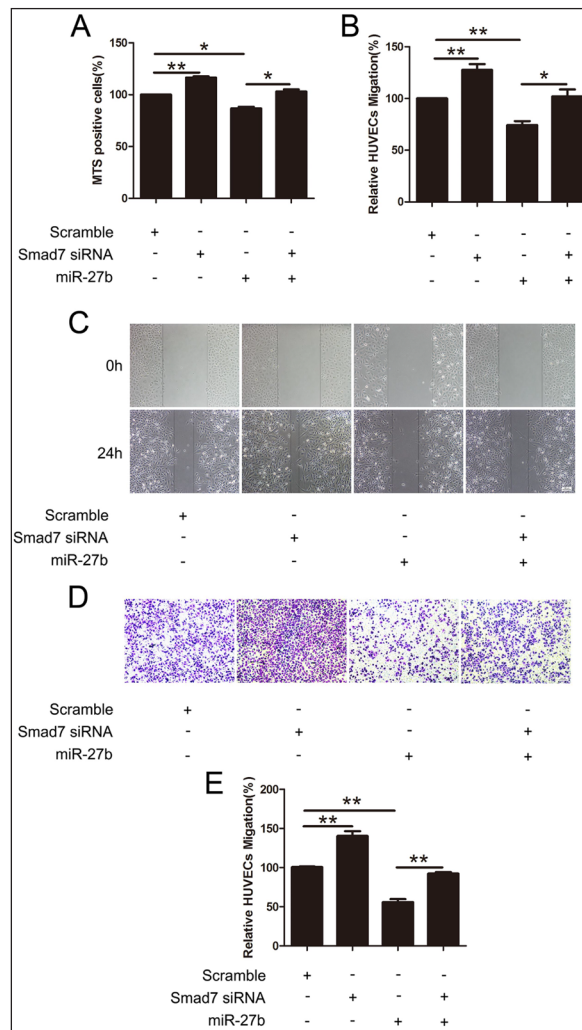 A
MTS positive cells(%)
150
100
50
0
**
*
*
Scramble + - - -
Smad7 siRNA - + - +
miR-27b - - + +
B
Relative HUVECs Migation(%)
150
100
50
0
**
**
*
+ - - -
- + - +
- - + +
C
0h
24h
Scramble + - - -
Smad7 siRNA - + - +
miR-27b - - + +
D
Scramble + - - -
Smad7 siRNA - + - +
miR-27b - - + +
E
Relative HUVECs Migation(%)
200
150
100
50
0
**
**
**
Scramble + - - -
Smad7 siRNA - + - +
miR-27b - - + +